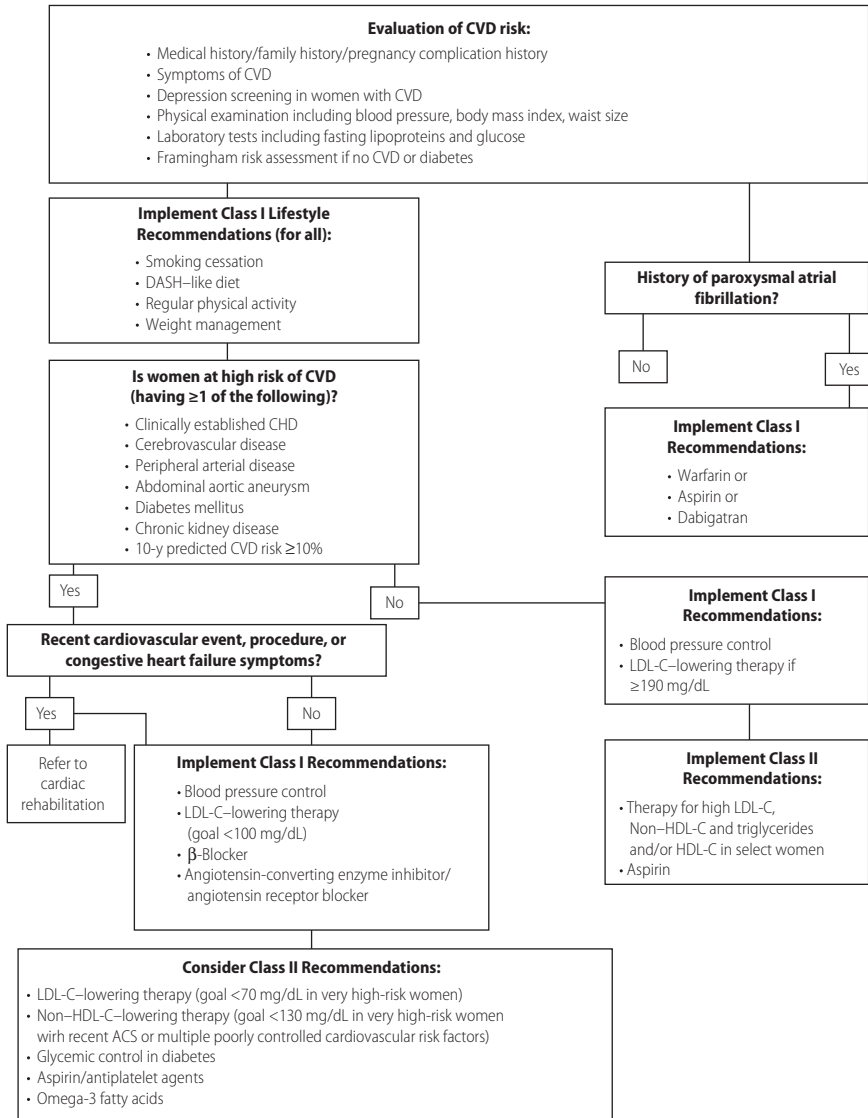 Evaluation of CVD risk:
• Medical history/family history/pregnancy complication history
• Symptoms of CVD
• Depression screening in women with CVD
• Physical examination including blood pressure, body mass index, waist size
• Laboratory tests including fasting lipoproteins and glucose
• Framingham risk assessment if no CVD or diabetes
Implement Class I Lifestyle
Recommendations (for all):
• Smoking cessation
• DASH–like diet
• Regular physical activity
• Weight management
History of paroxysmal atrial
fibrillation?
No
Yes
Is women at high risk of CVD
(having ≥1 of the following)?
• Clinically established CHD
• Cerebrovascular disease
• Peripheral arterial disease
• Abdominal aortic aneurysm
• Diabetes mellitus
• Chronic kidney disease
• 10-y predicted CVD risk ≥10%
Implement Class I
Recommendations:
• Warfarin or
• Aspirin or
• Dabigatran
Yes
No
Implement Class I
Recommendations:
• Blood pressure control
• LDL-C–lowering therapy if
≥190 mg/dL
Recent cardiovascular event, procedure, or
congestive heart failure symptoms?
Yes
No
Refer to
cardiac
rehabilitation
Implement Class I Recommendations:
• Blood pressure control
• LDL-C–lowering therapy
(goal <100 mg/dL)
• β-Blocker
• Angiotensin-converting enzyme inhibitor/
angiotensin receptor blocker
Implement Class II
Recommendations:
• Therapy for high LDL-C,
Non–HDL-C and triglycerides
and/or HDL-C in select women
• Aspirin
Consider Class II Recommendations:
• LDL-C–lowering therapy (goal <70 mg/dL in very high-risk women)
• Non–HDL-C–lowering therapy (goal <130 mg/dL in very high-risk women
wirh recent ACS or multiple poorly controlled cardiovascular risk factors)
• Glycemic control in diabetes
• Aspirin/antiplatelet agents
• Omega-3 fatty acids